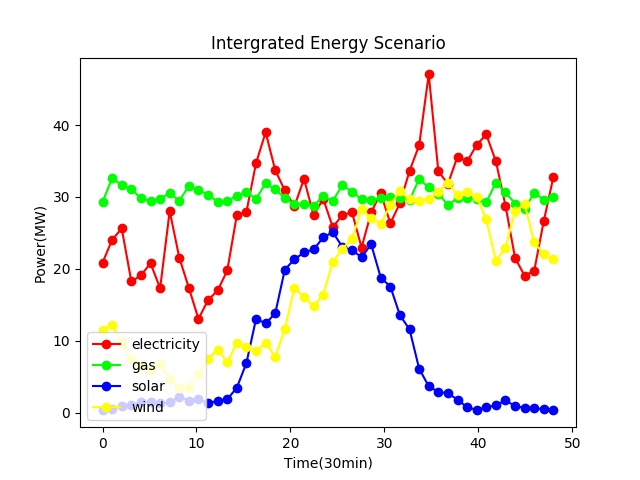 Intergrated Energy Scenario
Power(MW)
40
30
20
10
0
electricity
gas
solar
wind
0 10 20 30 40 50
Time(30min)